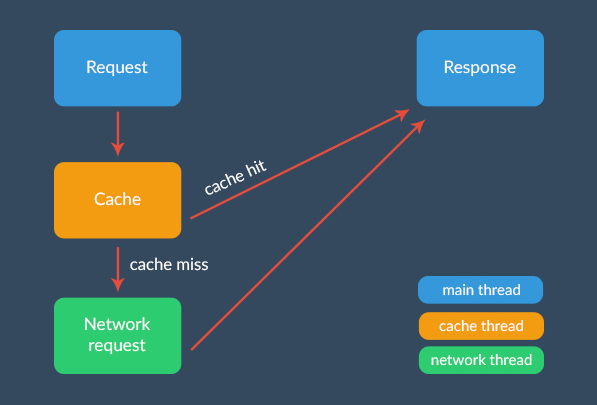 Request
Response
cache hit
Cache
cache miss
Network
request
main thread
cache thread
network thread